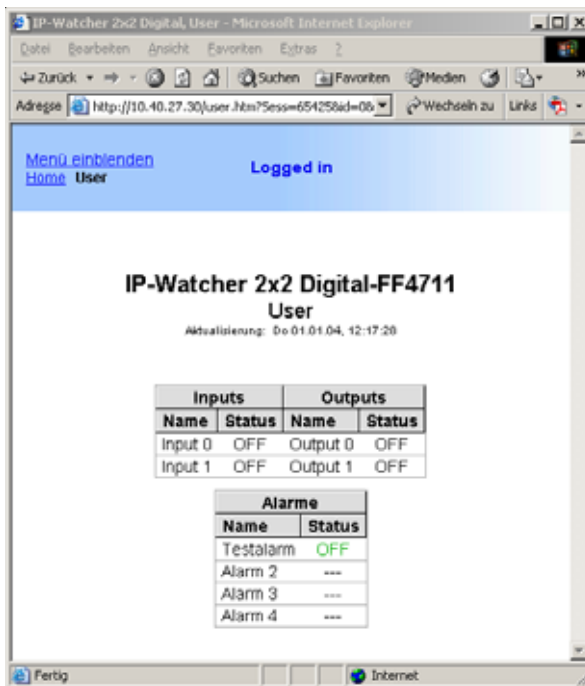 IP-Watcher 2x2 Digital, User - Microsoft Internet Explorer
Datei Bearbeiten Ansicht Favoriten Extras ?
Zurück Suchen Favoriten Medien
Adresse http://10.40.27.30/user.htm?Sess=65425&id=0& Wechseln zu Links
Menü einblenden
Home User
Logged in
IP-Watcher 2x2 Digital-FF4711
User
Aktualisierung: Do 01.01.04, 12:17:28
Inputs Outputs
Name Status Name Status
Input 0 OFF Output 0 OFF
Input 1 OFF Output 1 OFF
Alarme
Name Status
Testalarm OFF
Alarm 2 ---
Alarm 3 ---
Alarm 4 ---
Fertig Internet